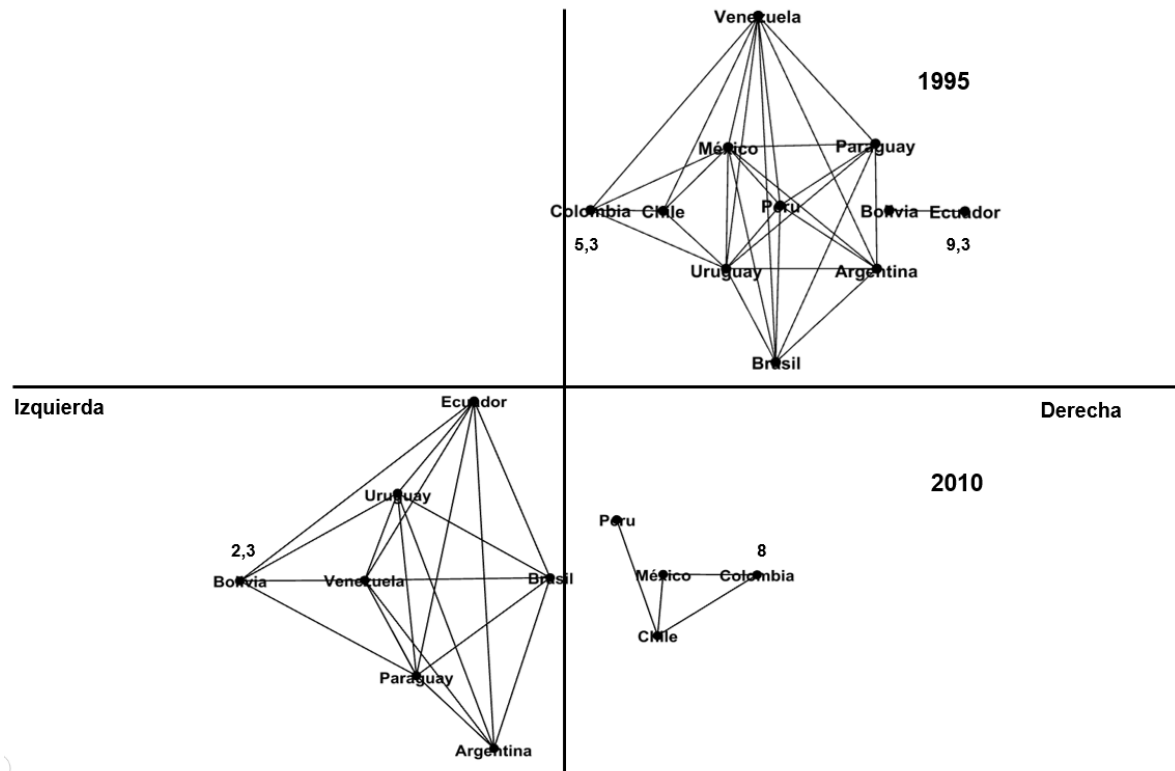 Venezuela
1995
México
Paraguay
Colombia
Chile
Peru
Bolivia
Ecuador
5,3
9,3
Uruguay
Argentina
Brasil
Izquierda
Derecha
Ecuador
2010
Uruguay
Peru
2,3
8
Bolivia
Venezuela
Brasil
México
Colombia
Chile
Paraguay
Argentina